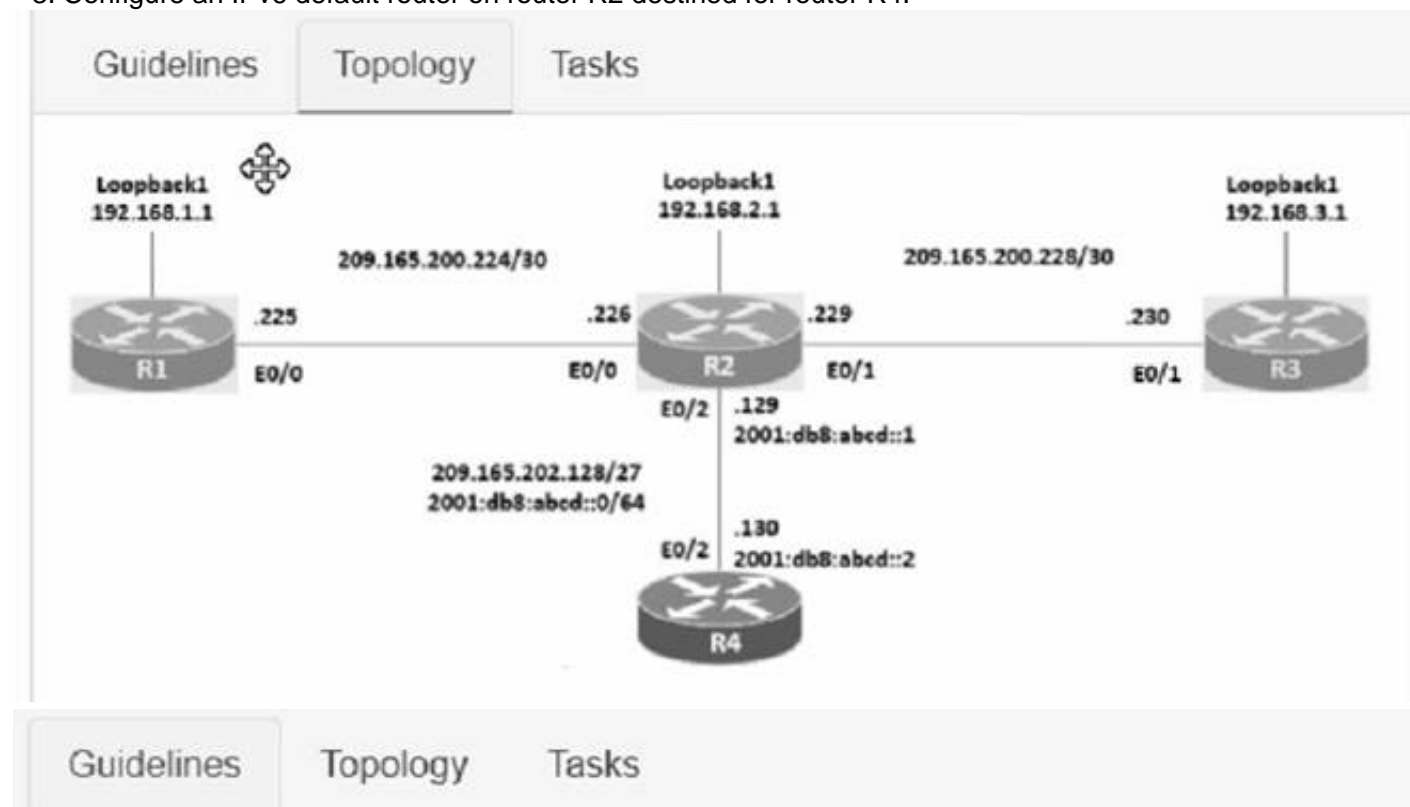 Guidelines Topology Tasks
Loopback1
192.168.1.1
Loopback1
192.168.2.1
Loopback1
192.168.3.1
209.165.200.224/30
209.165.200.228/30
.225
.226
.229
.230
R1
E0/0
E0/0
R2
E0/1
E0/1
R3
E0/2
.129
2001:db8:abcd::1
209.165.202.128/27
2001:db8:abcd::0/64
.130
E0/2
2001:db8:abcd::2
R4
Guidelines Topology Tasks